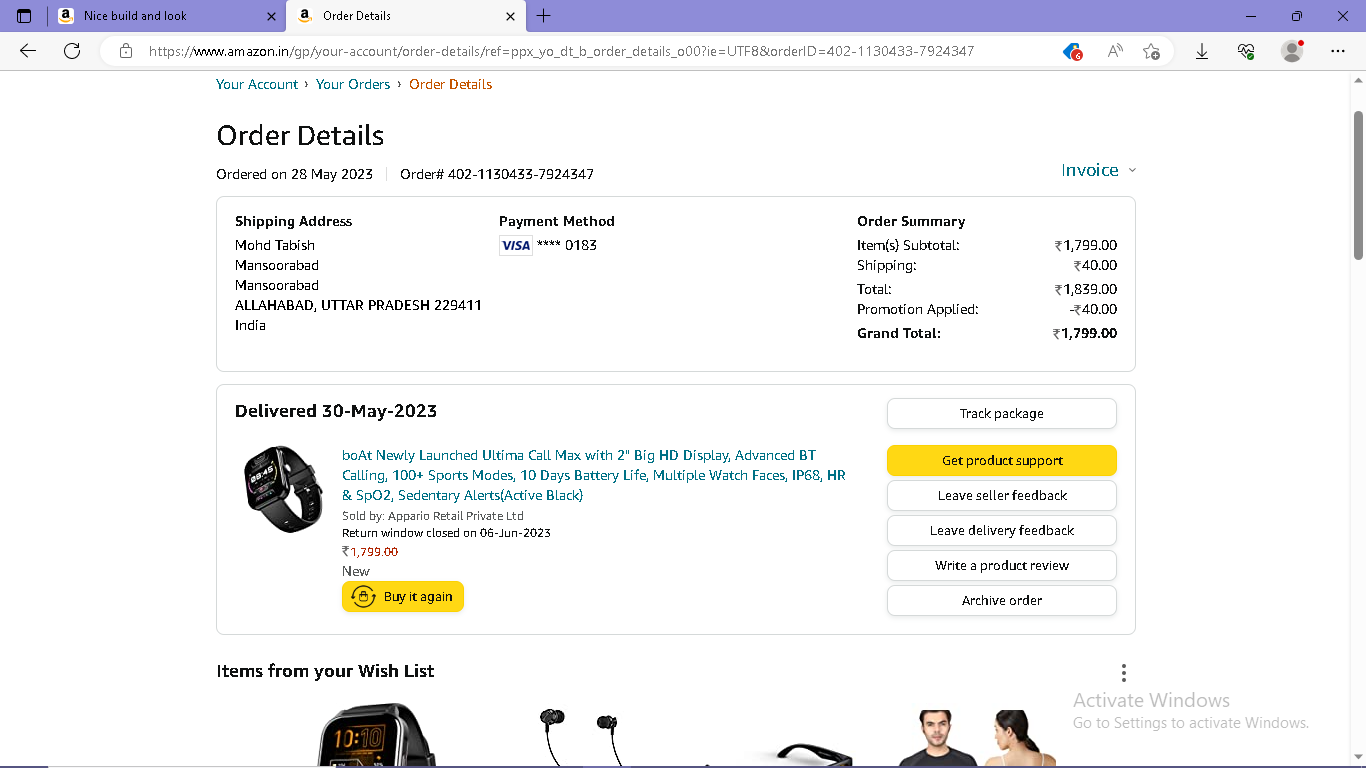 Nice build and look
Order Details
https://www.amazon.in/gp/your-account/order-details/ref=ppx_yo_dt_b_order_details_o00?ie=UTF8&orderID=402-1130433-7924347
6
Your Account › Your Orders › Order Details
Order Details
Ordered on 28 May 2023 Order# 402-1130433-7924347
Invoice
Shipping Address
Mohd Tabish
Mansoorabad
Mansoorabad
ALLAHABAD, UTTAR PRADESH 229411
India
Payment Method
VISA **** 0183
Order Summary
Item(s) Subtotal: ₹1,799.00
Shipping: ₹40.00
Total: ₹1,839.00
Promotion Applied: -₹40.00
Grand Total: ₹1,799.00
Delivered 30-May-2023
boAt Newly Launched Ultima Call Max with 2" Big HD Display, Advanced BT
Calling, 100+ Sports Modes, 10 Days Battery Life, Multiple Watch Faces, IP68, HR
& SpO2, Sedentary Alerts(Active Black)
Sold by: Appario Retail Private Ltd
Return window closed on 06-Jun-2023
₹1,799.00
New
Buy it again
Track package
Get product support
Leave seller feedback
Leave delivery feedback
Write a product review
Archive order
Items from your Wish List
10:10
Activate Windows
Go to Settings to activate Windows.